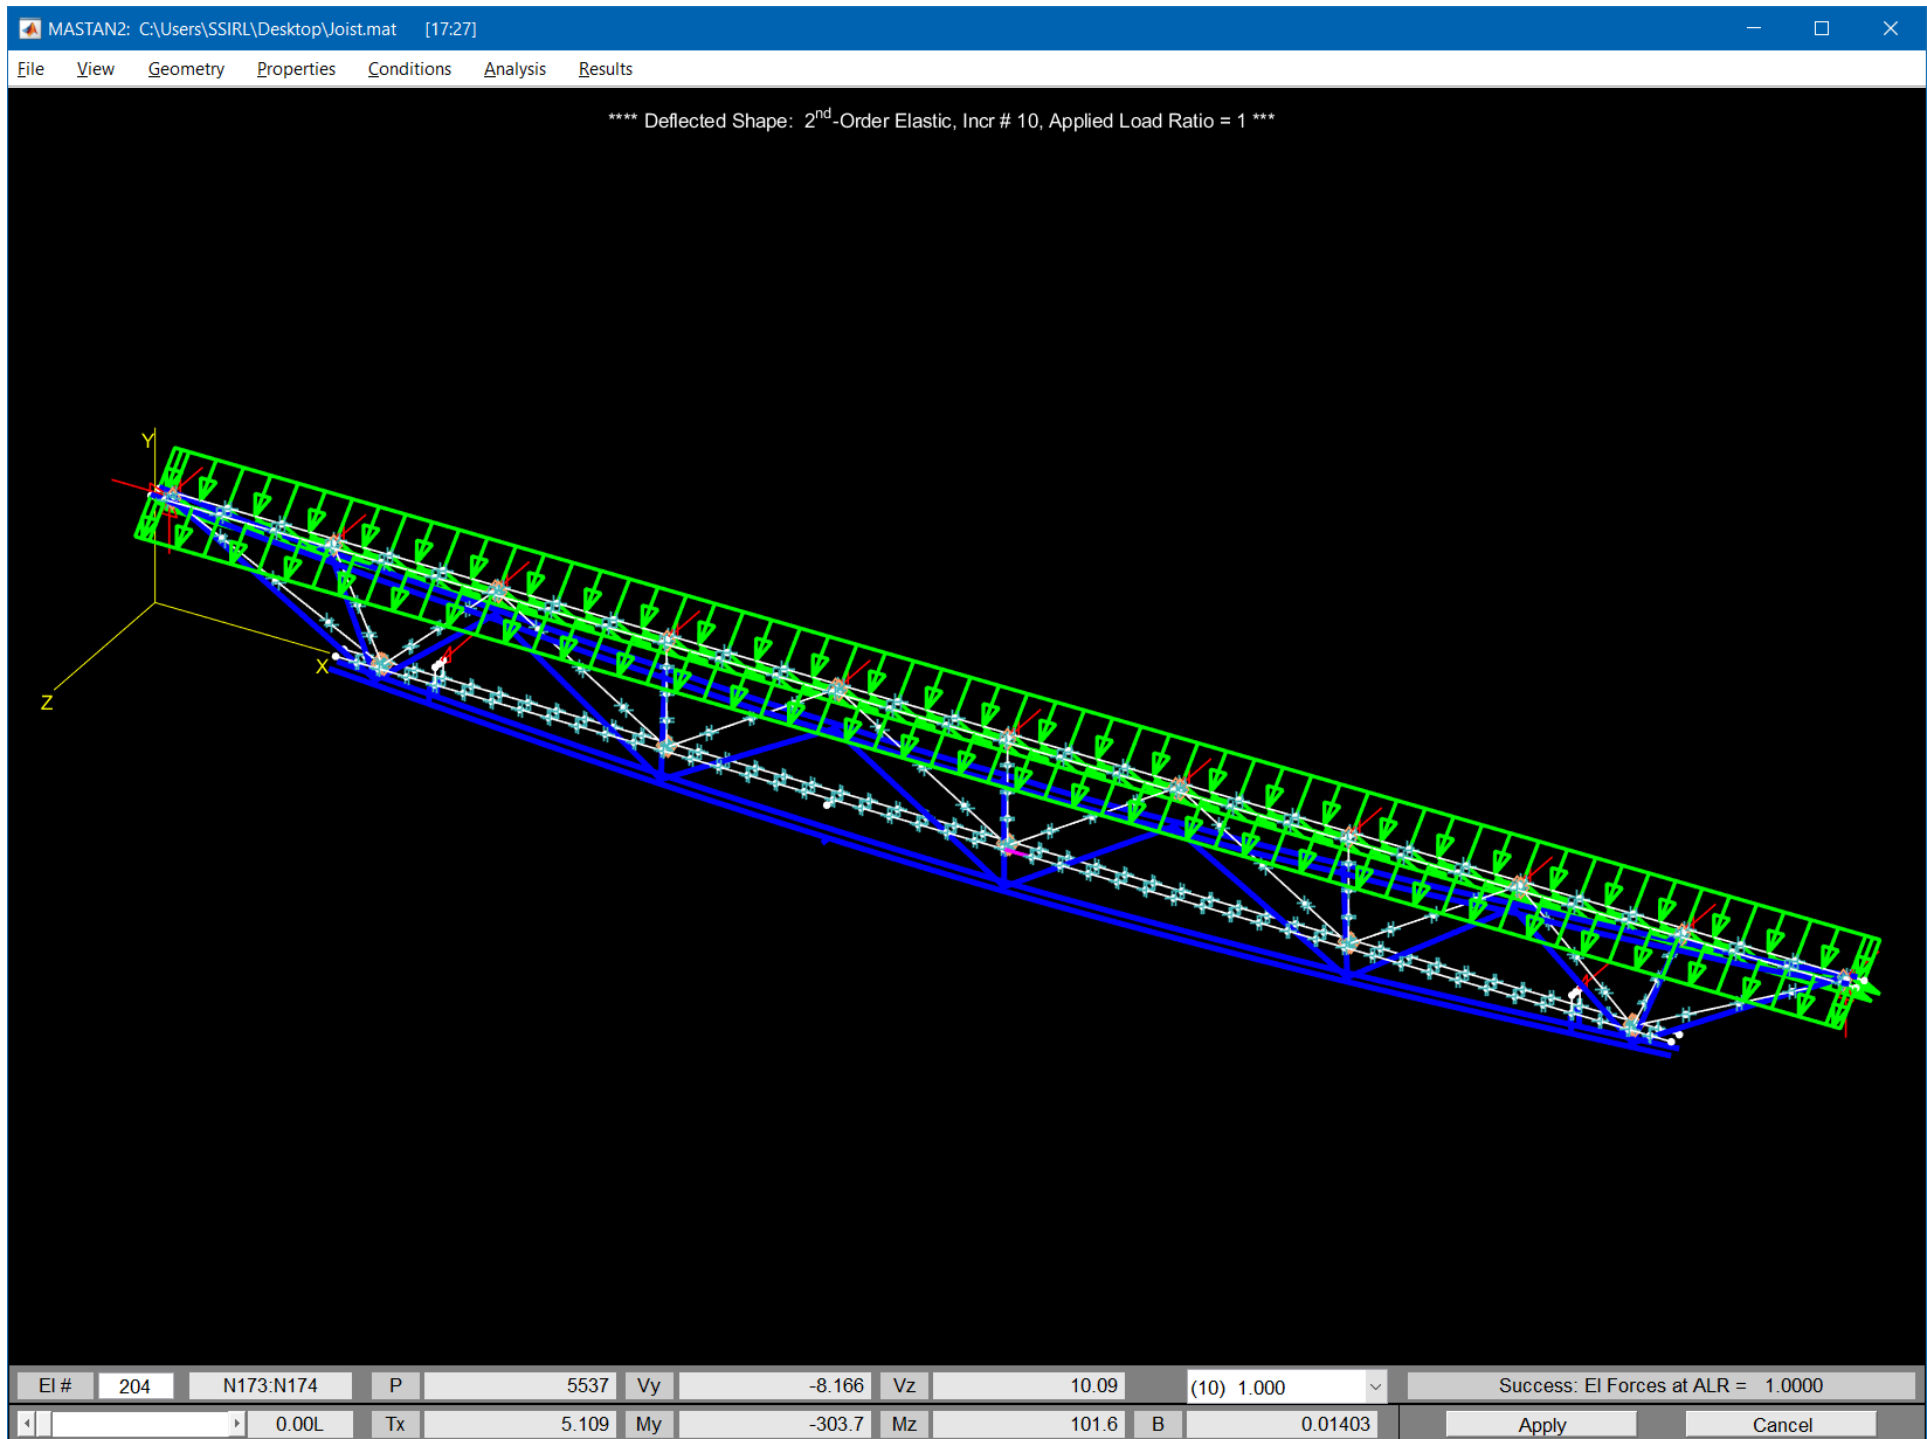 MASTAN2: C:\Users\SSIRL\Desktop\Joist.mat [17:27]
File View Geometry Properties Conditions Analysis Results
**** Deflected Shape: 2nd-Order Elastic, Incr # 10, Applied Load Ratio = 1 ***
Y
X
Z
El # 204 N173:N174 P 5537 Vy -8.166 Vz 10.09 (10) 1.000 Success: El Forces at ALR = 1.0000
0.00L Tx 5.109 My -303.7 Mz 101.6 B 0.01403 Apply Cancel